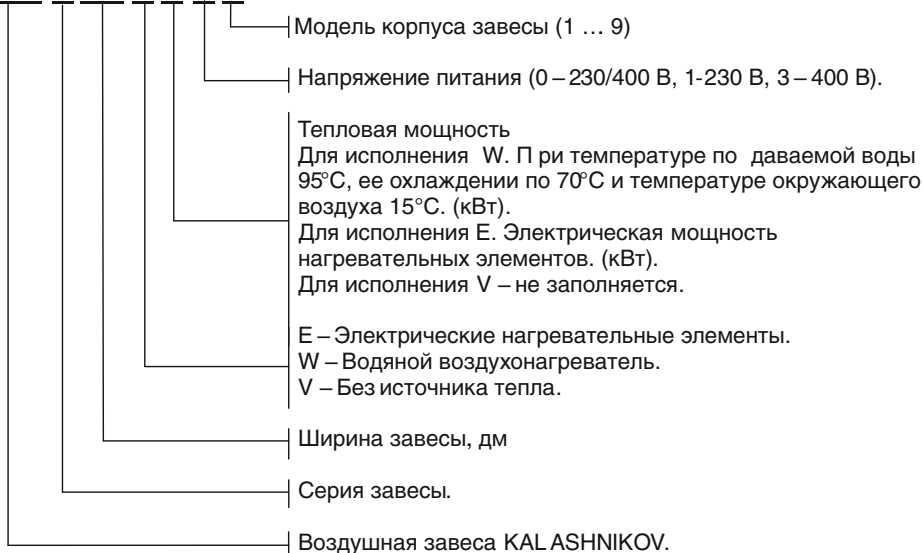 Модель корпуса завесы (1 … 9)
Напряжение питания (0 – 230/400 В, 1-230 В, 3 – 400 В).
Тепловая мощность
Для исполнения W. П ри температуре по даваемой воды
95°С, ее охлаждении по 70°С и температуре окружающего
воздуха 15°С. (кВт).
Для исполнения Е. Электрическая мощность
нагревательных элементов. (кВт).
Для исполнения V – не заполняется.
E – Электрические нагревательные элементы.
W – Водяной воздухонагреватель.
V – Без источника тепла.
Ширина завесы, дм
Серия завесы.
Воздушная завеса KAL ASHNIKOV.